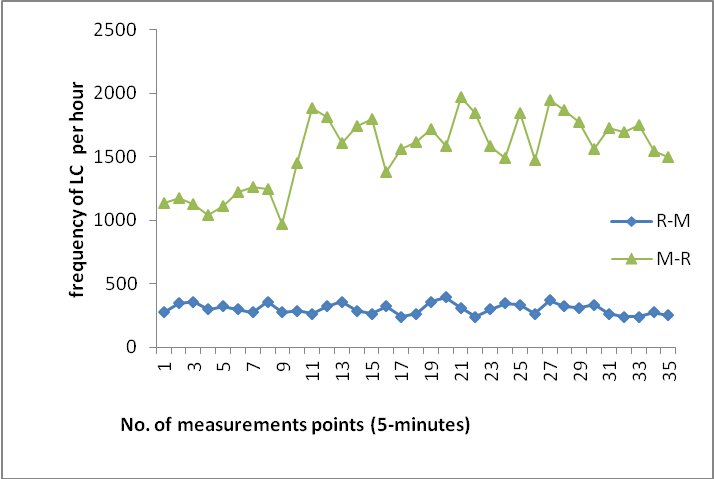 2500
2000
1500
1000
500
0
frequency of LC per hour
R-M
M-R
1 3 5 7 9 11 13 15 17 19 21 23 25 27 29 31 33 35
No. of measurements points (5-minutes)